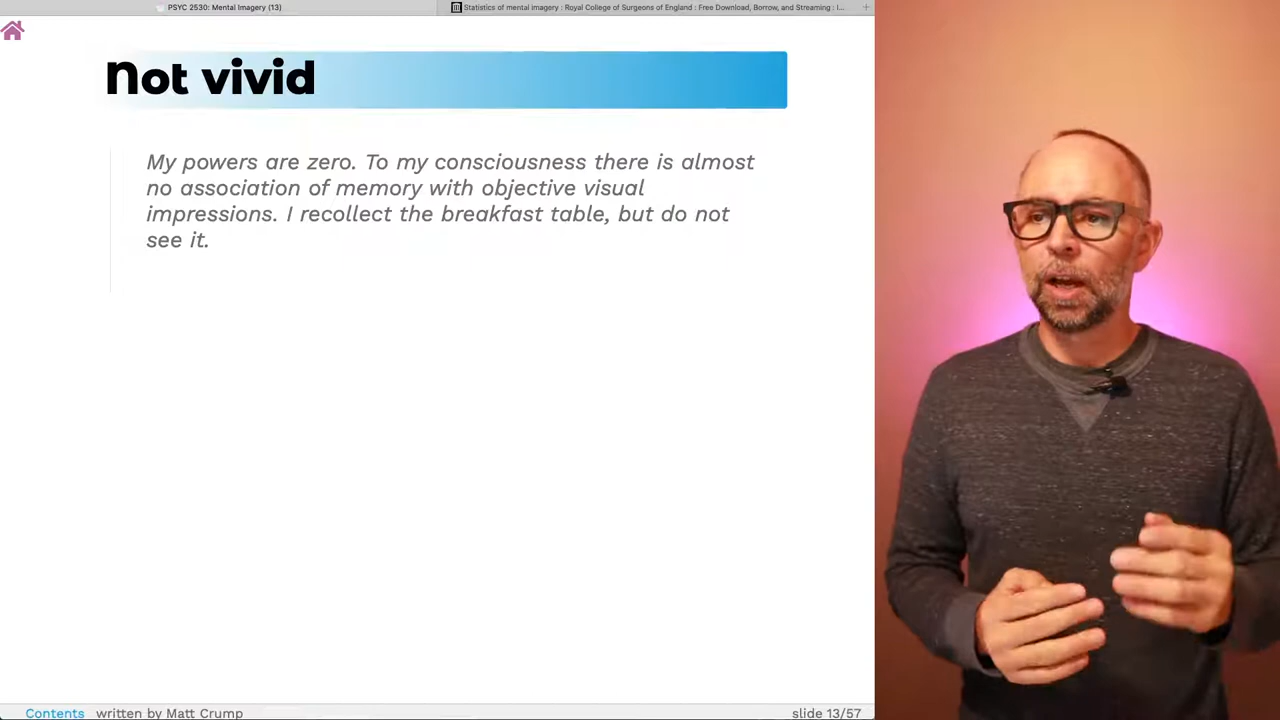 PSYC 2530: Mental Imagery (13)
Statistics of mental imagery : Royal College of Surgeons of England : Free Download, Borrow, and Streaming : I...
Not vivid
My powers are zero. To my consciousness there is almost
no association of memory with objective visual
impressions. I recollect the breakfast table, but do not
see it.
Contents written by Matt Crump
slide 13/57